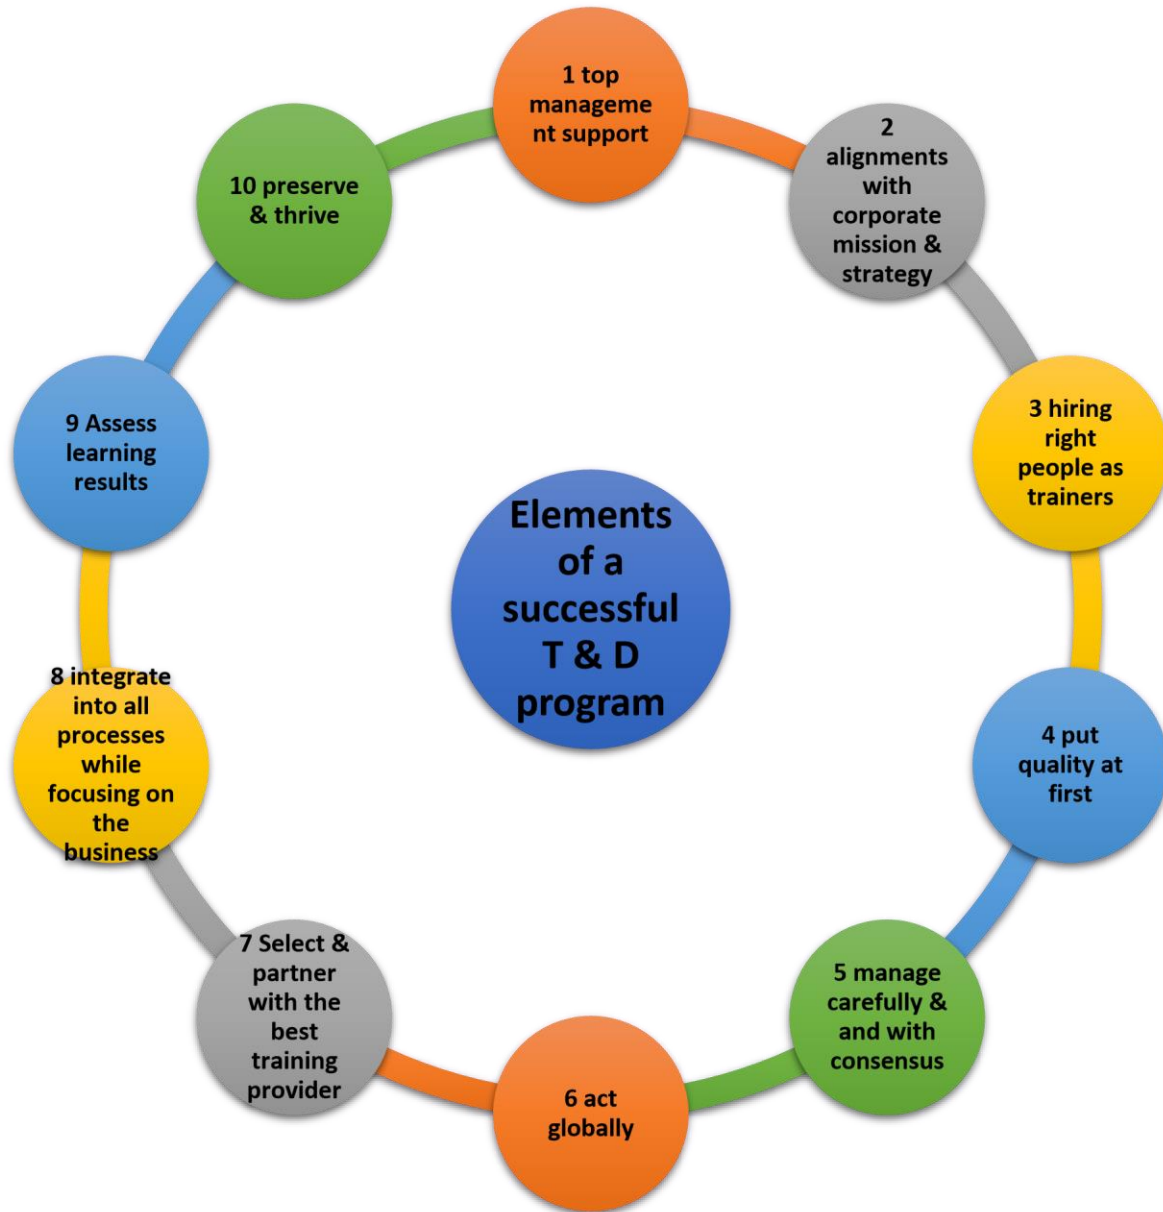 1 top
manageme
nt support
2
alignments
with
corporate
mission &
strategy
3 hiring
right
people as
trainers
4 put
quality at
first
5 manage
carefully &
and with
consensus
6 act
globally
7 Select &
partner
with the
best
training
provider
8 integrate
into all
processes
while
focusing on
the
business
9 Assess
learning
results
10 preserve
& thrive
Elements
of a
successful
T & D
program